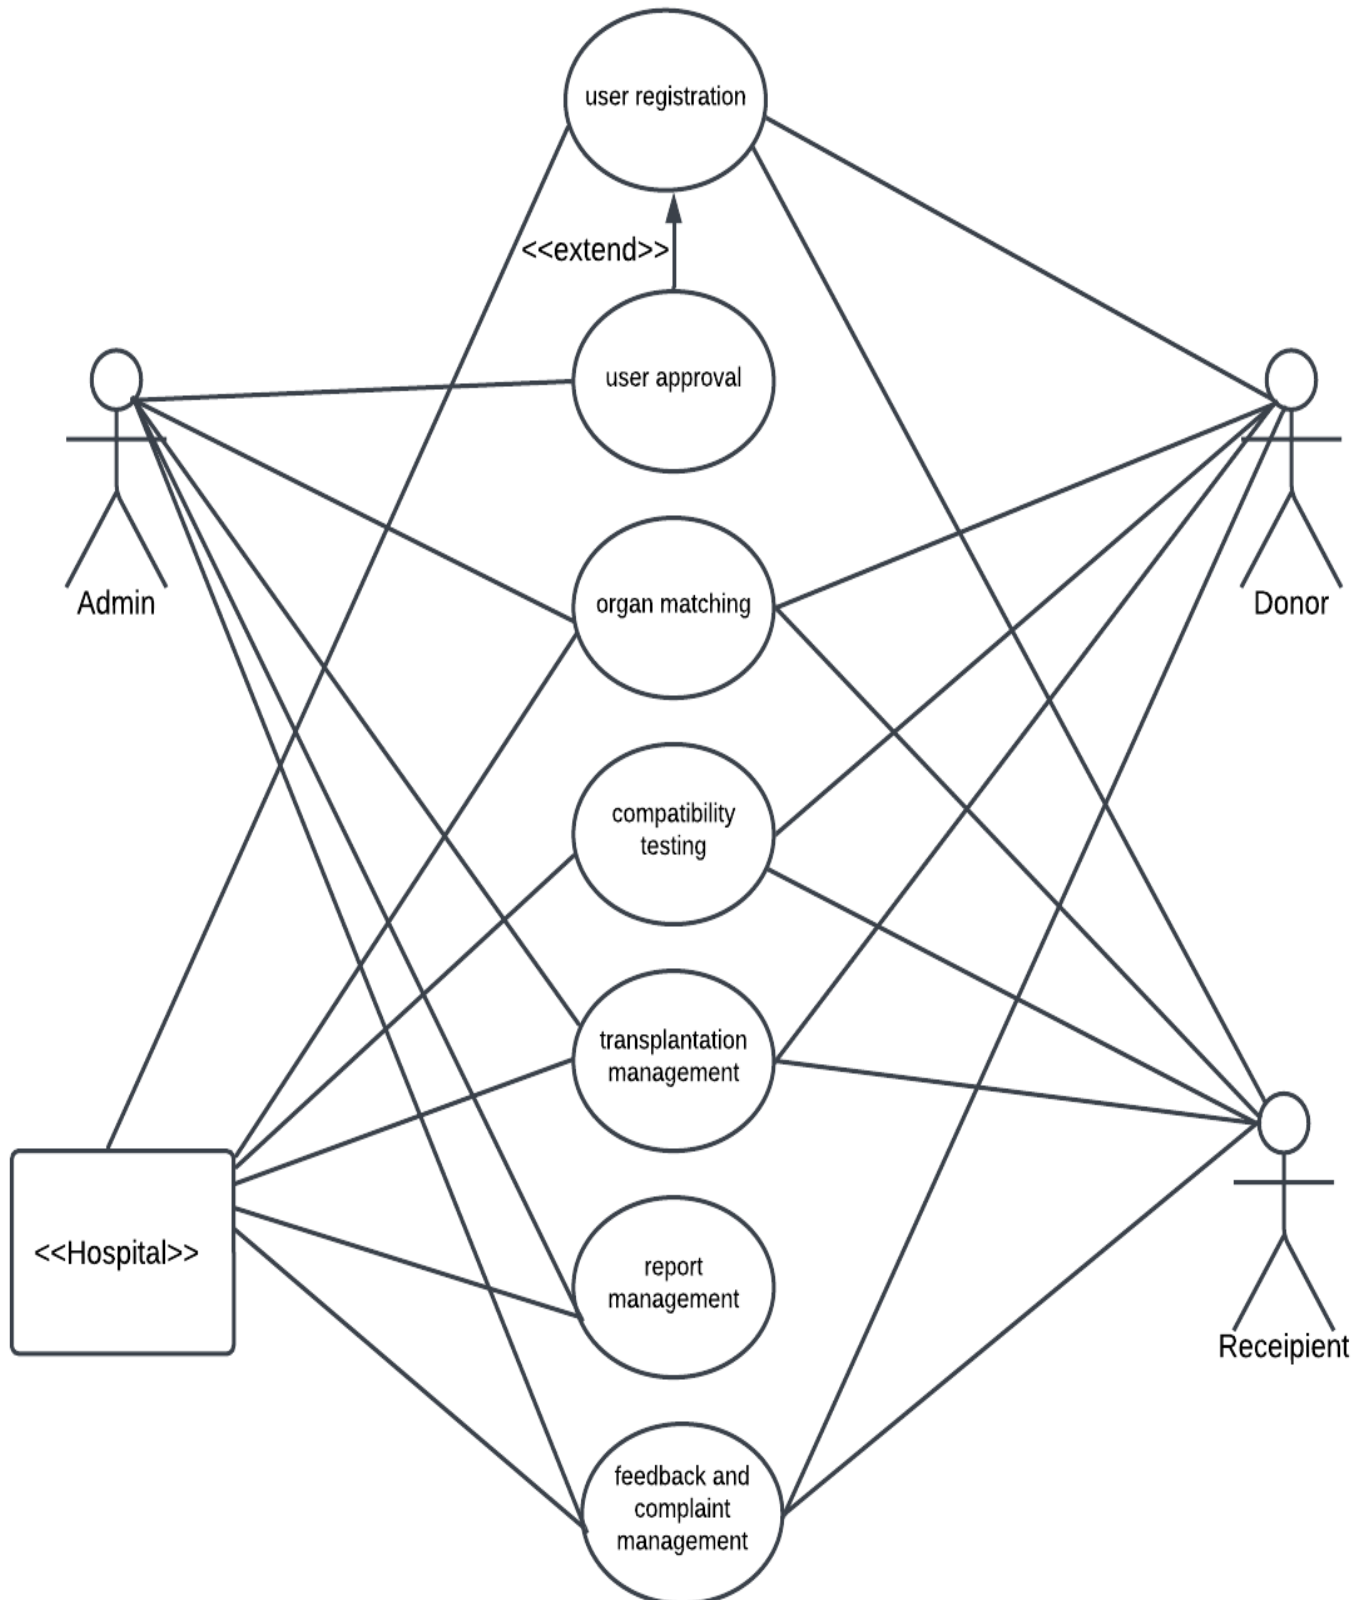 user registration
<<extend>>
user approval
Admin
organ matching
Donor
compatibility
testing
transplantation
management
<<Hospital>>
report
management
Receipient
feedback and
complaint
management